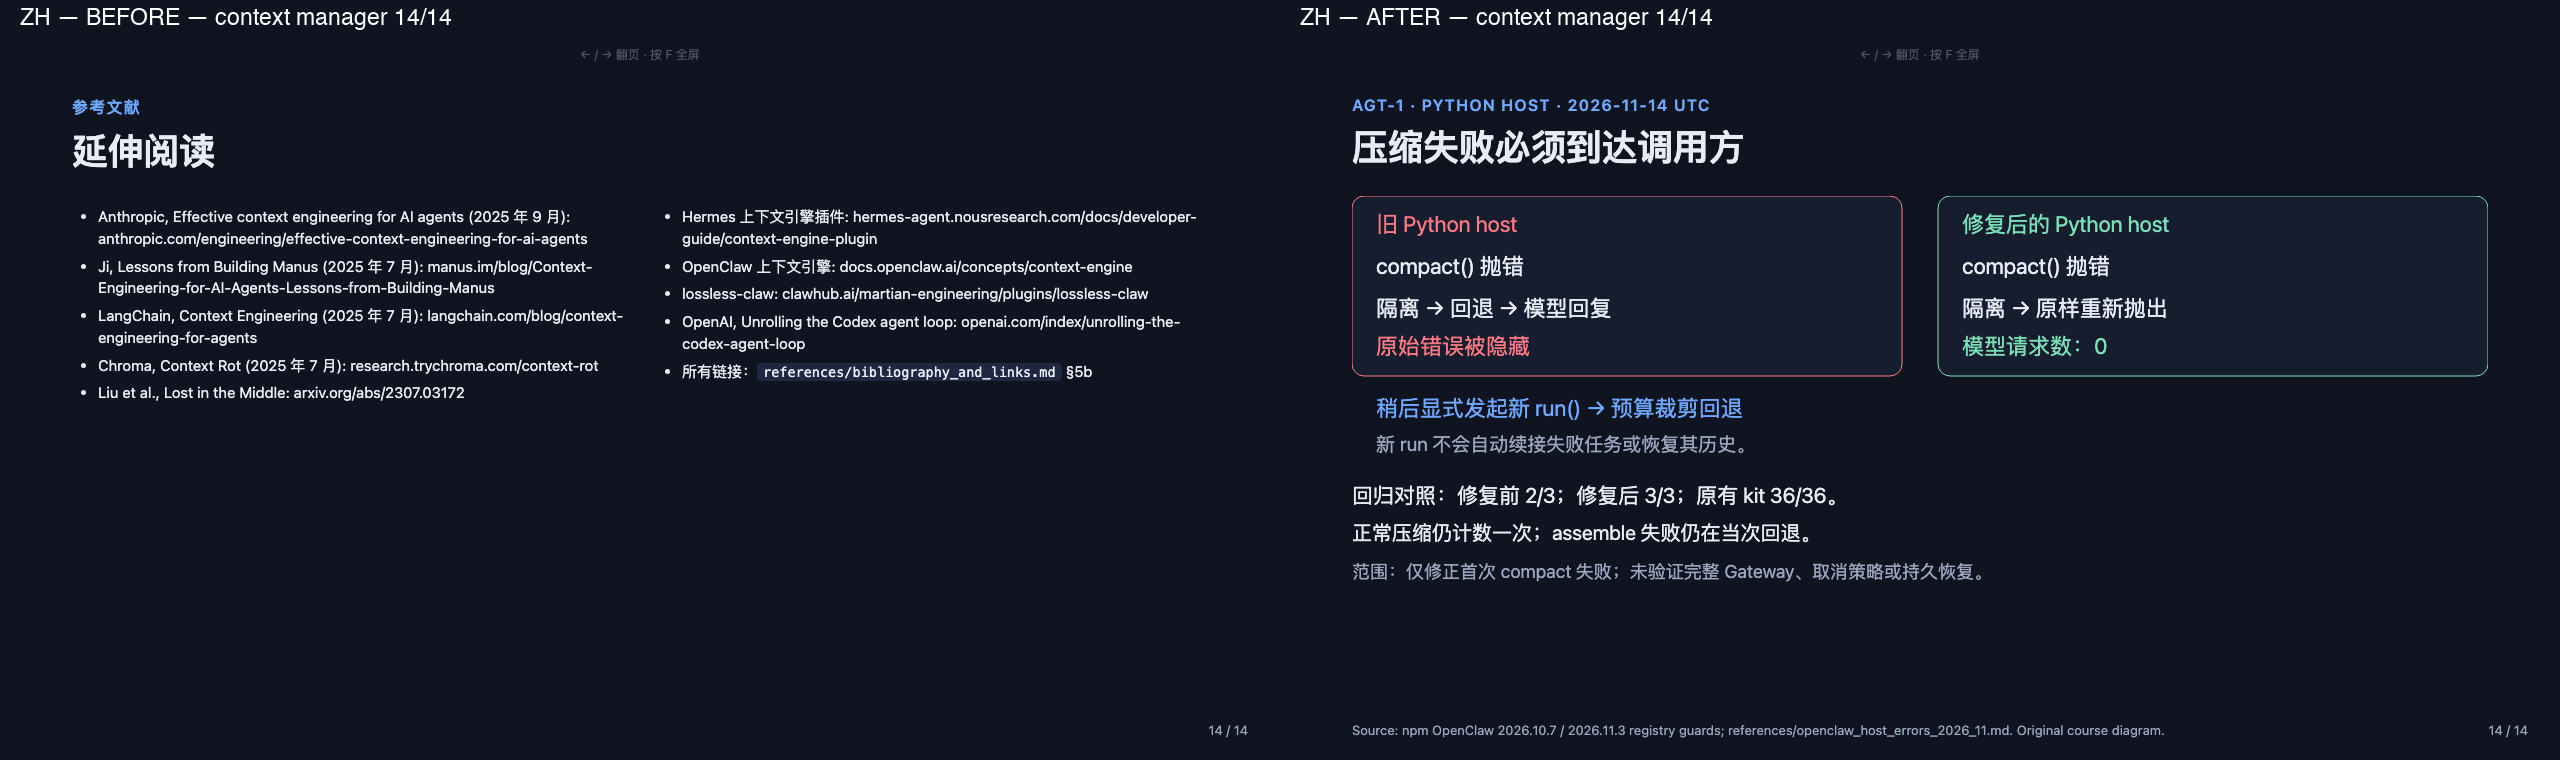 ZH — BEFORE — context manager 14/14
← / → 翻页 · 按 F 全屏
参考文献
延伸阅读
• Anthropic, Effective context engineering for AI agents (2025 年 9 月):
anthropic.com/engineering/effective-context-engineering-for-ai-agents
• Ji, Lessons from Building Manus (2025 年 7 月): manus.im/blog/Context-
Engineering-for-AI-Agents-Lessons-from-Building-Manus
• LangChain, Context Engineering (2025 年 7 月): langchain.com/blog/context-
engineering-for-agents
• Chroma, Context Rot (2025 年 7 月): research.trychroma.com/context-rot
• Liu et al., Lost in the Middle: arxiv.org/abs/2307.03172
• Hermes 上下文引擎插件: hermes-agent.nousresearch.com/docs/developer-
guide/context-engine-plugin
• OpenClaw 上下文引擎: docs.openclaw.ai/concepts/context-engine
• lossless-claw: clawhub.ai/martian-engineering/plugins/lossless-claw
• OpenAI, Unrolling the Codex agent loop: openai.com/index/unrolling-the-
codex-agent-loop
• 所有链接： references/bibliography_and_links.md §5b
14 / 14
ZH — AFTER — context manager 14/14
← / → 翻页 · 按 F 全屏
AGT-1 · PYTHON HOST · 2026-11-14 UTC
压缩失败必须到达调用方
旧 Python host
compact() 抛错
隔离 → 回退 → 模型回复
原始错误被隐藏
修复后的 Python host
compact() 抛错
隔离 → 原样重新抛出
模型请求数：0
稍后显式发起新 run() → 预算裁剪回退
新 run 不会自动续接失败任务或恢复其历史。
回归对照：修复前 2/3；修复后 3/3；原有 kit 36/36。
正常压缩仍计数一次；assemble 失败仍在当次回退。
范围：仅修正首次 compact 失败；未验证完整 Gateway、取消策略或持久恢复。
Source: npm OpenClaw 2026.10.7 / 2026.11.3 registry guards; references/openclaw_host_errors_2026_11.md. Original course diagram.
14 / 14